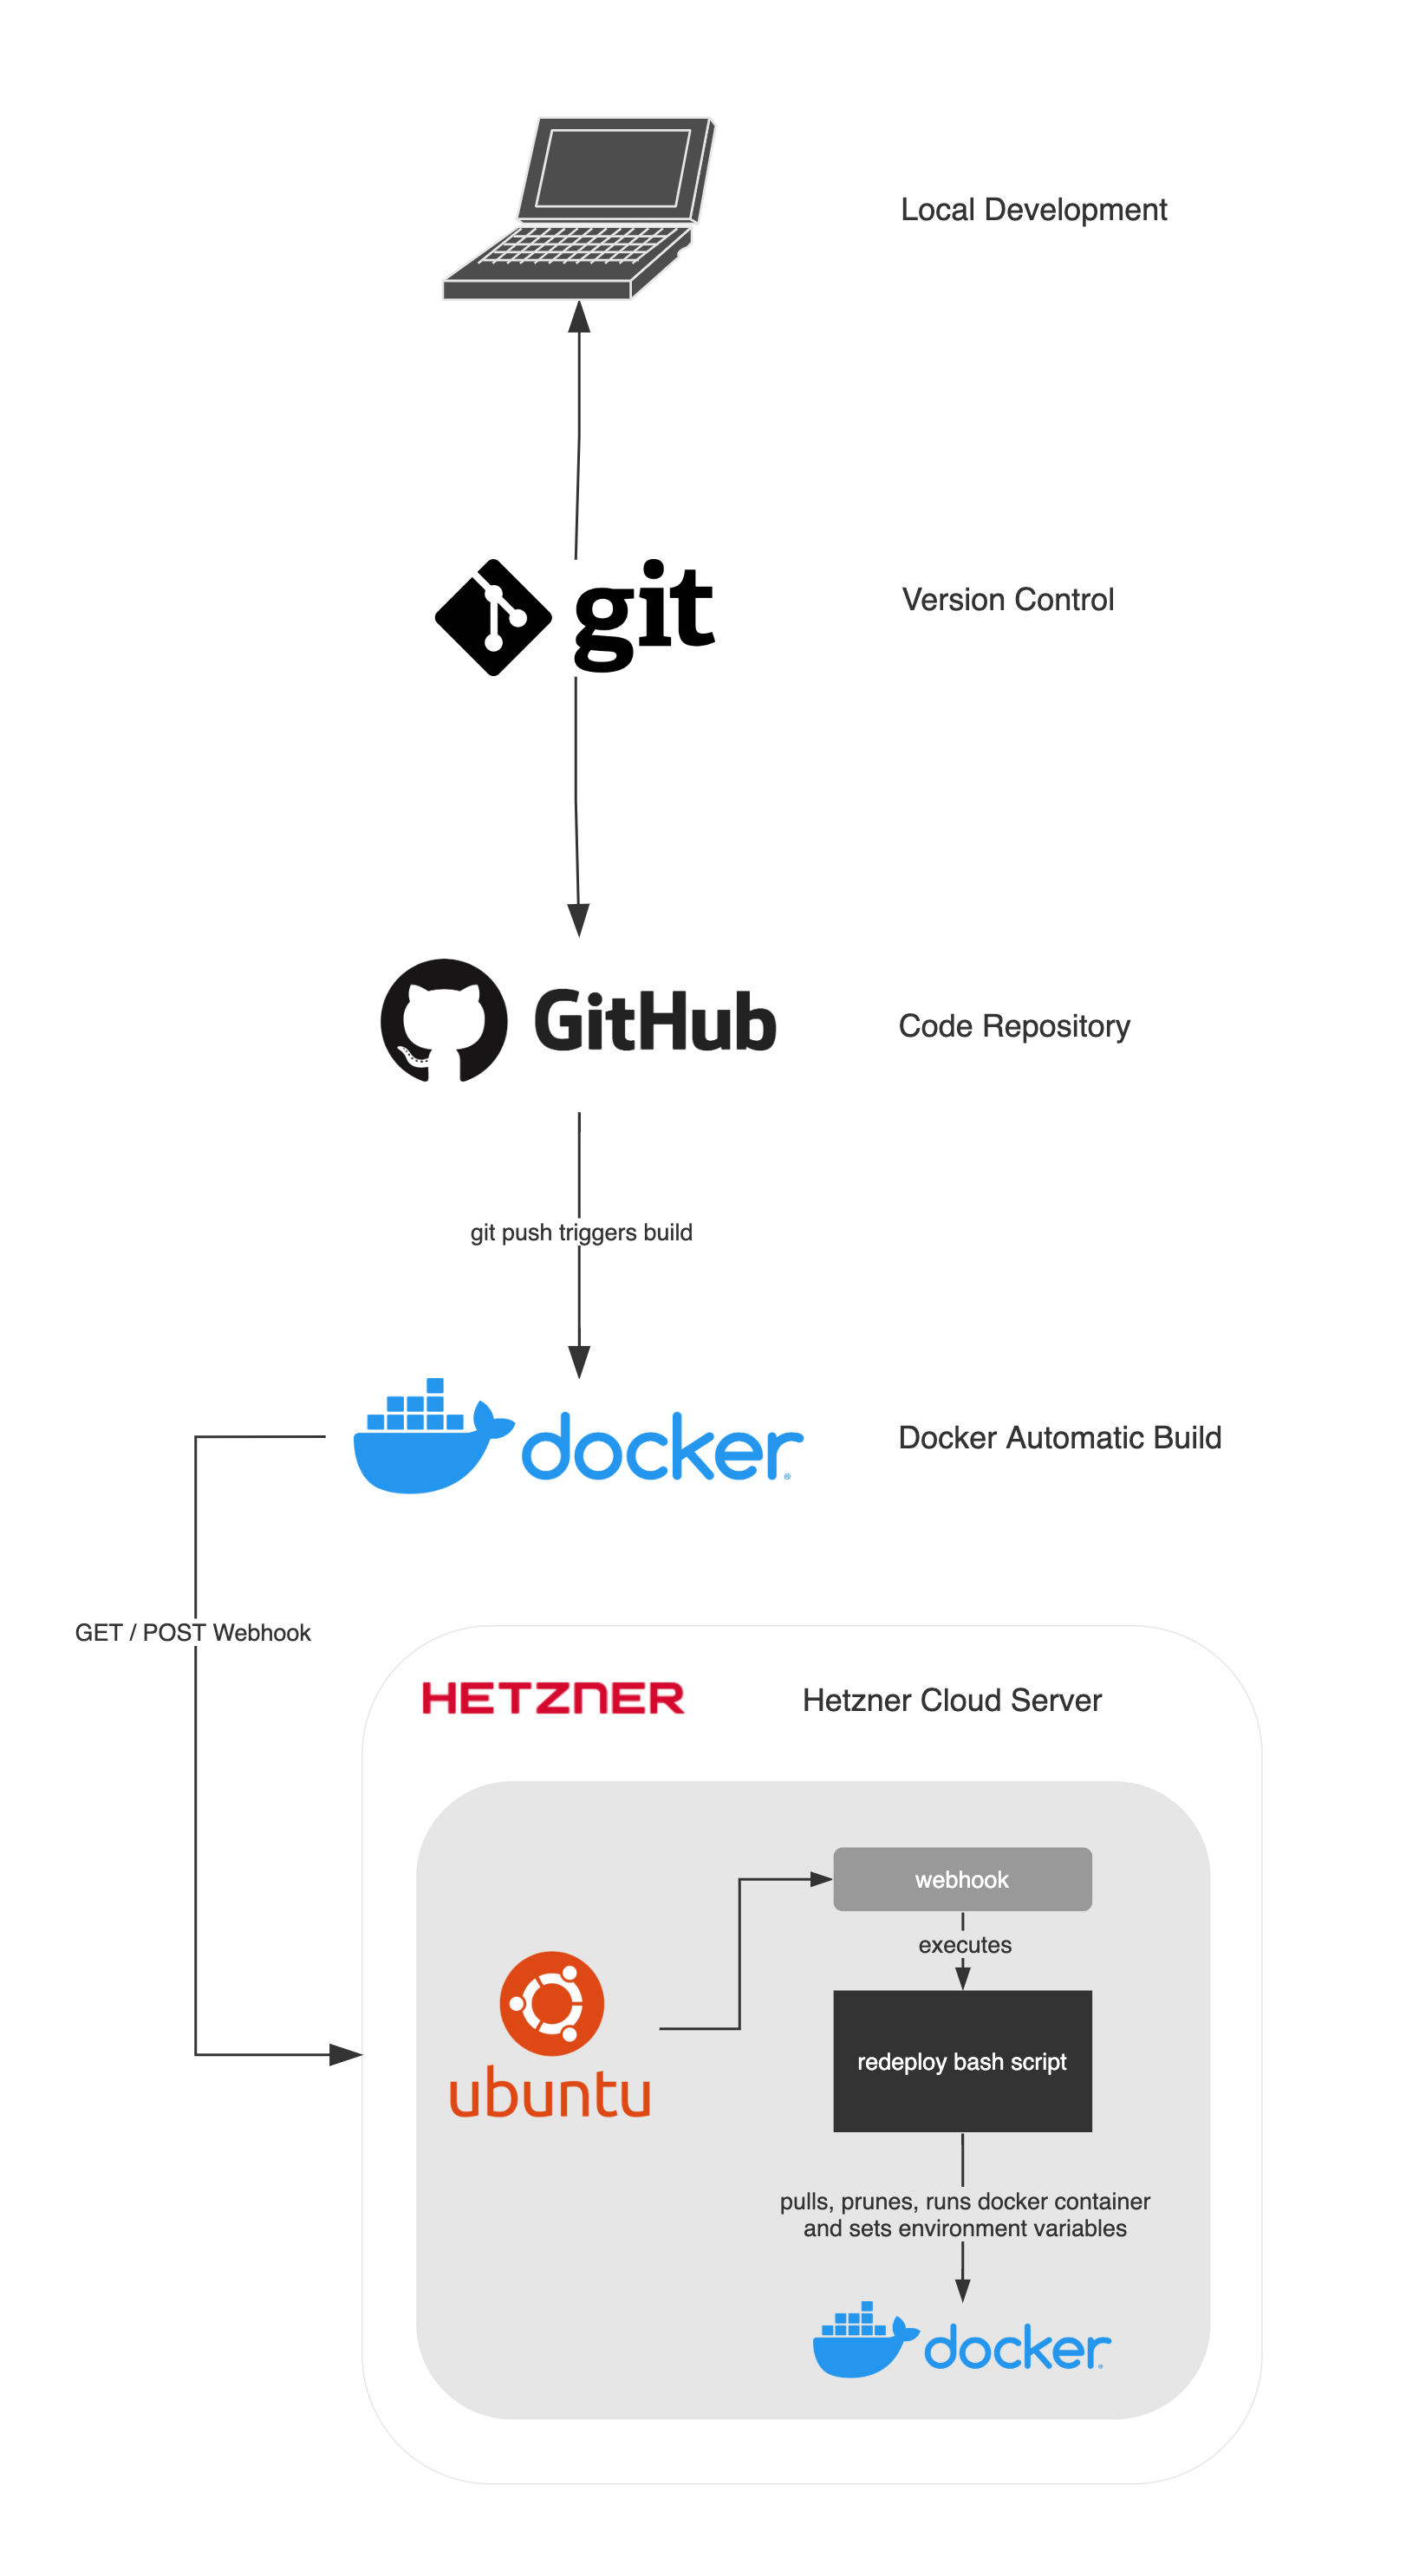 Local Development
git
Version Control
GitHub
Code Repository
git push triggers build
docker
Docker Automatic Build
GET / POST Webhook
HETZNER
Hetzner Cloud Server
webhook
executes
ubuntu
redeploy bash script
pulls, prunes, runs docker container
and sets environment variables
docker